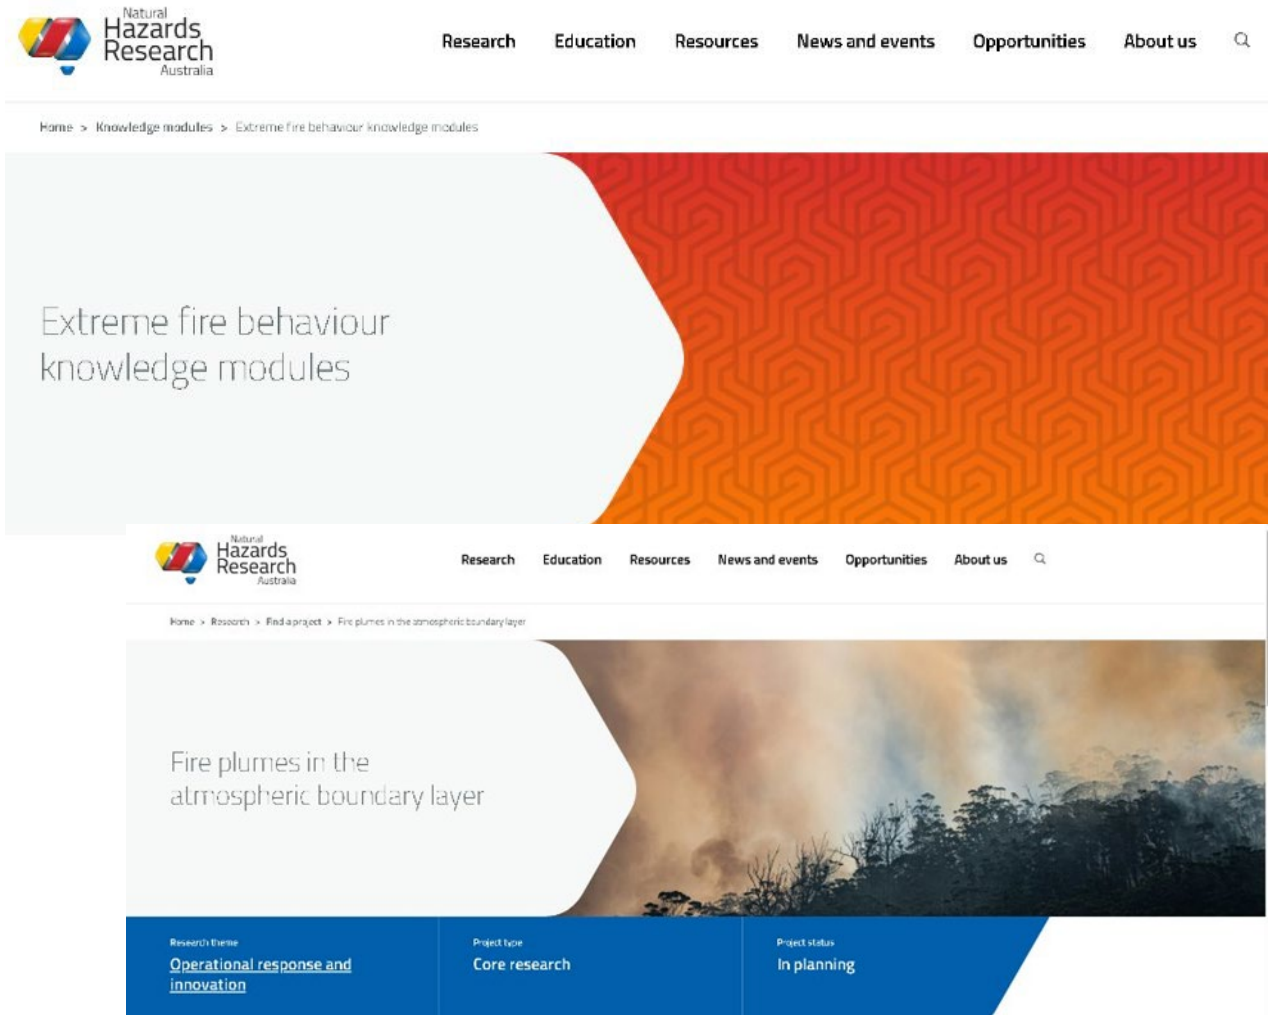 Natural
Hazards
Research
Australia
Research Education Resources News and events Opportunities About us
Home > Knowledge modules > Extreme fire behaviour knowledge modules
Extreme fire behaviour
knowledge modules
Natural
Hazards
Research
Australia
Research Education Resources News and events Opportunities About us
Home > Research > Find a project > Fire plumes in the atmospheric boundary layer
Fire plumes in the
atmospheric boundary layer
Research theme Project type Project status
Operational response and Core research In planning
innovation